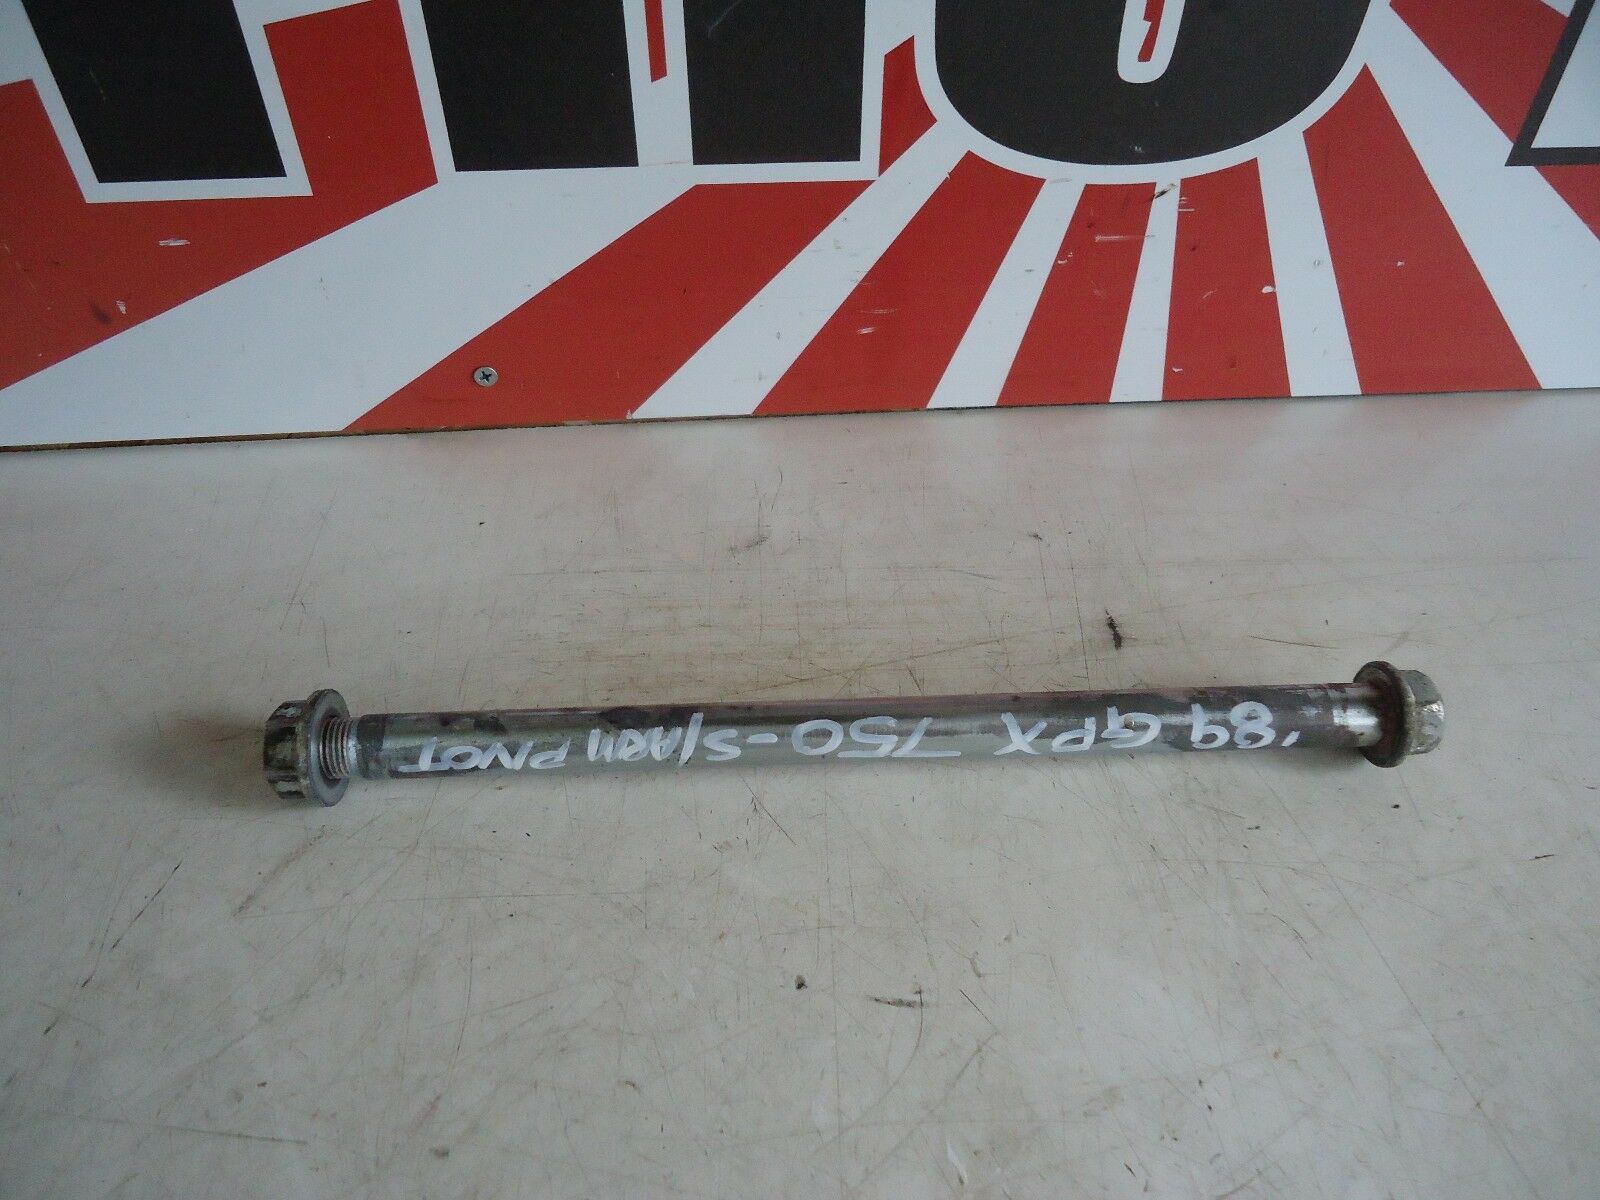 '89 GPX 750-S/ARM PIVOT